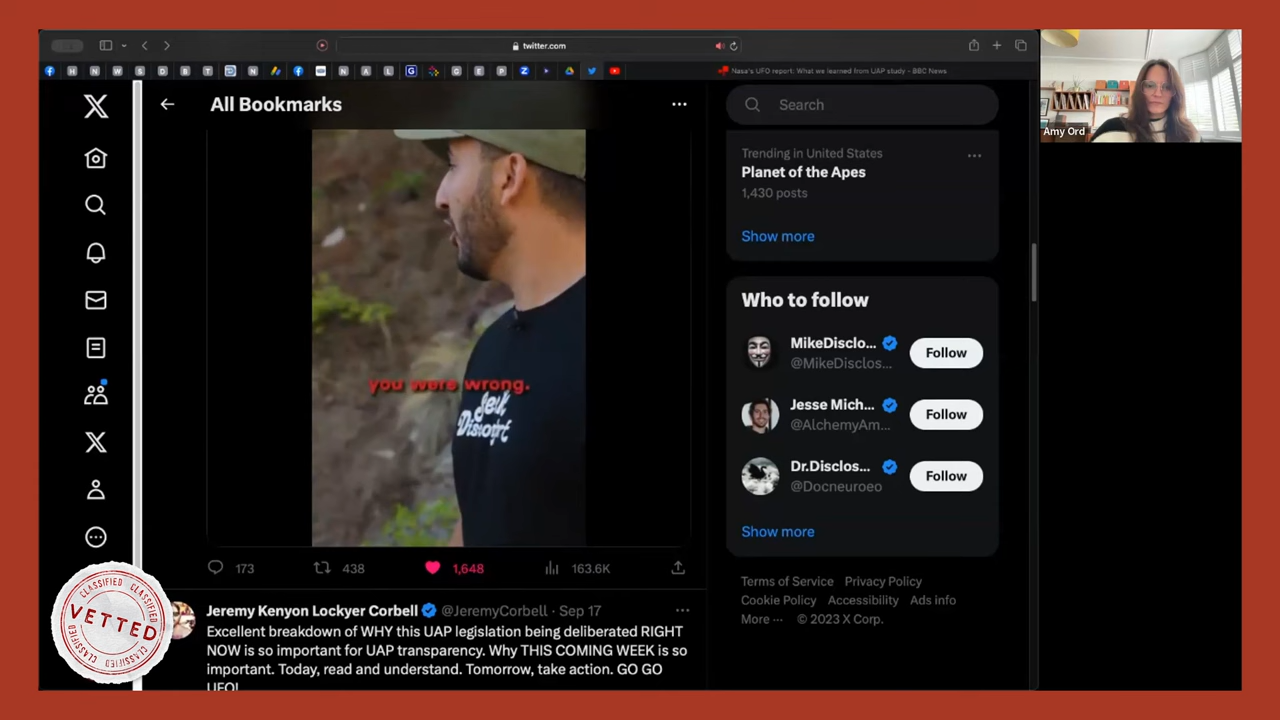 twitter.com
Nasa's UFO report: What we learned from UAP study - BBC News
All Bookmarks
Search
Amy Ord
Trending in United States
Planet of the Apes
1,430 posts
Show more
Who to follow
MikeDisclo...
@MikeDisclos...
Follow
Jesse Mich...
@AlchemyAm...
Follow
Dr.Disclos...
@Docneuroeo
Follow
Show more
you were wrong.
173
438
1,648
163.6K
Terms of Service Privacy Policy
Cookie Policy Accessibility Ads info
More ··· © 2023 X Corp.
Jeremy Kenyon Lockyer Corbell @JeremyCorbell · Sep 17
Excellent breakdown of WHY this UAP legislation being deliberated RIGHT
NOW is so important for UAP transparency. Why THIS COMING WEEK is so
important. Today, read and understand. Tomorrow, take action. GO GO
UFO!
CLASSIFIED
VETTED
CLASSIFIED